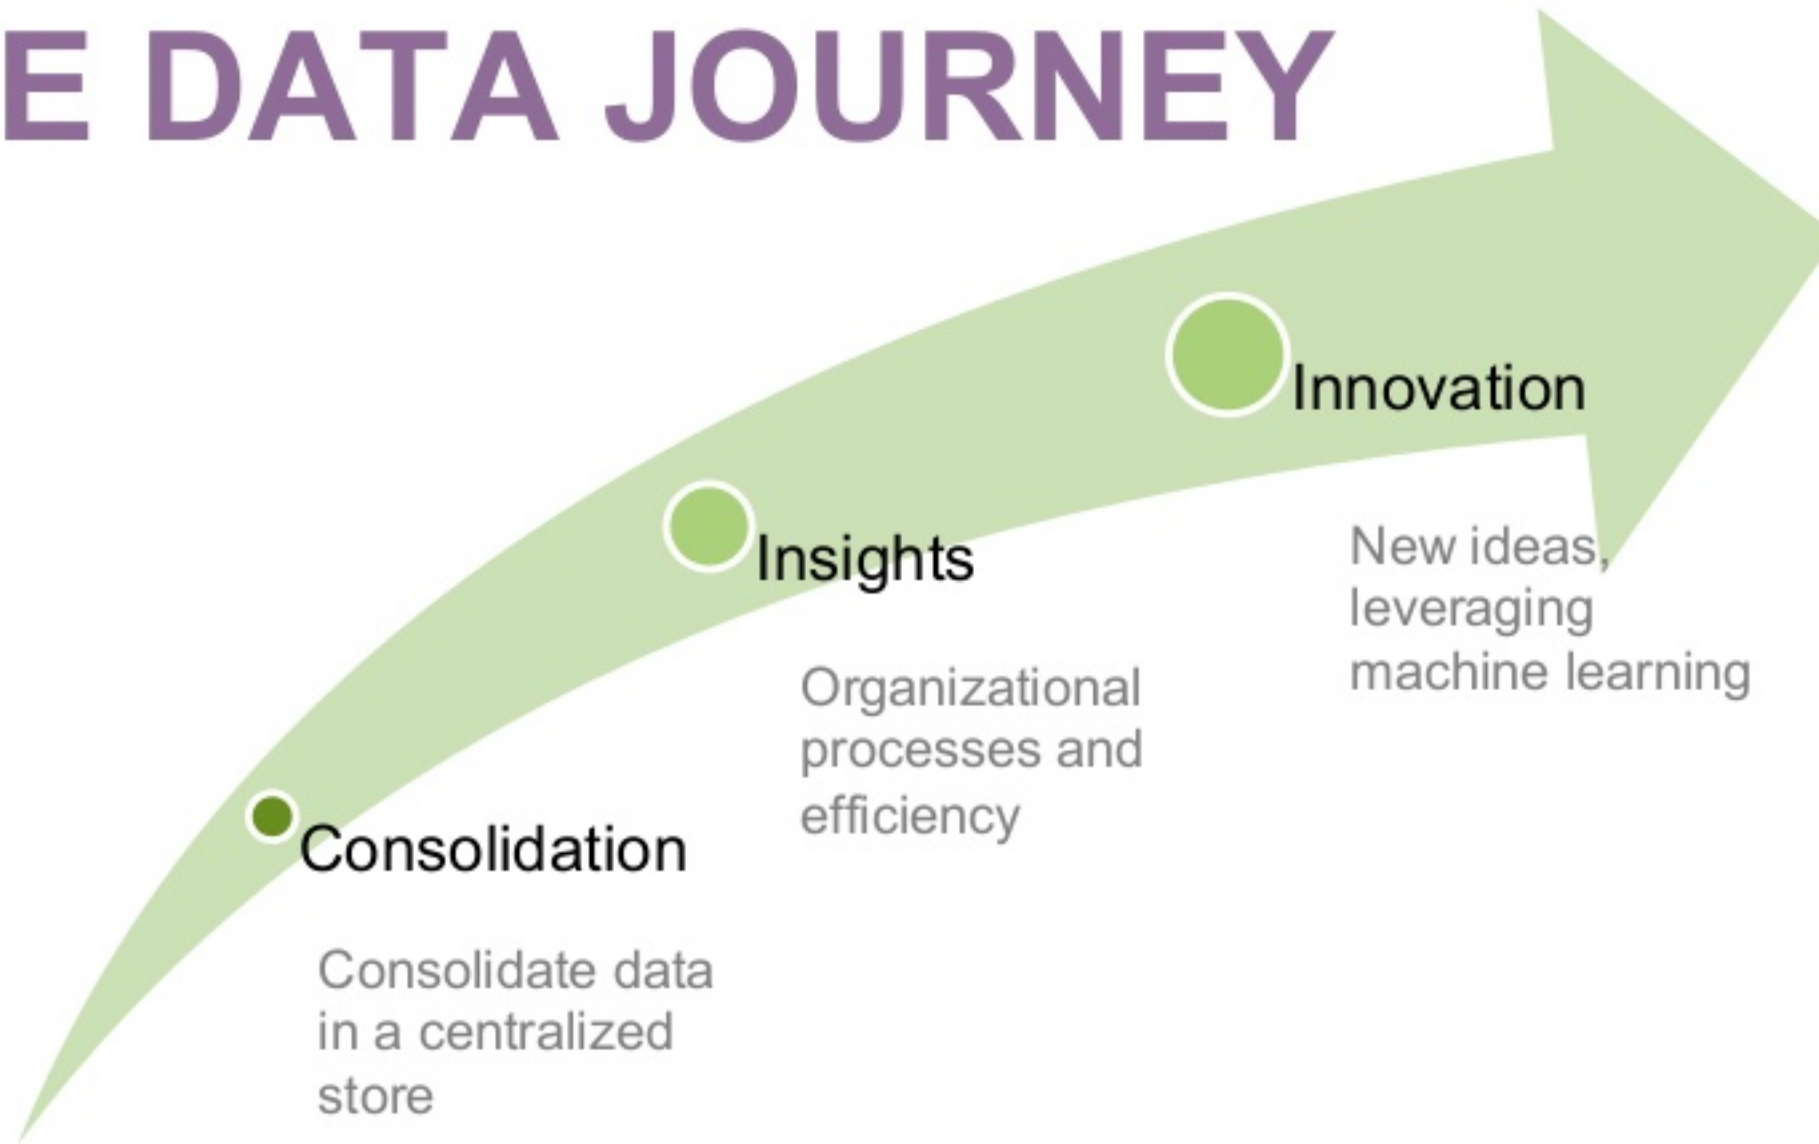 E DATA JOURNEY
Innovation
New ideas,
leveraging
machine learning
Insights
Organizational
processes and
efficiency
Consolidation
Consolidate data
in a centralized
store